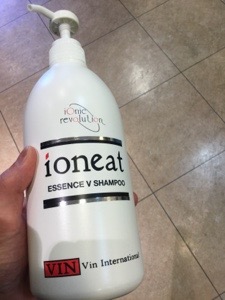 iOnic
revolution
ioneat
ESSENCE V SHAMPOO
VIN Vin International